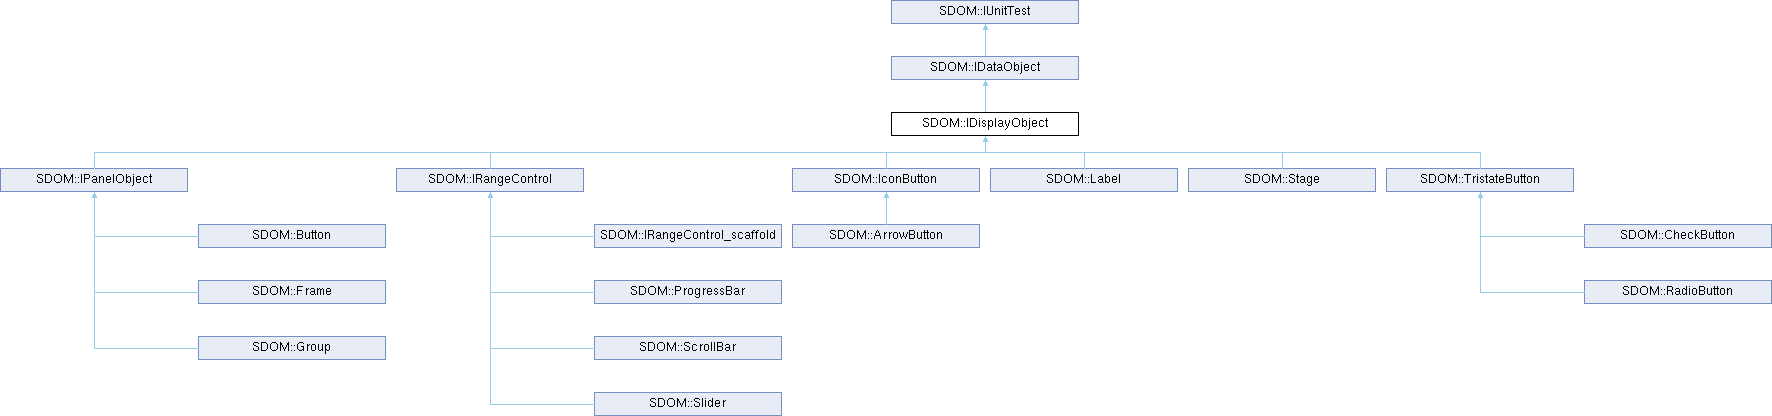 SDOM::IUnitTest
SDOM::IDataObject
SDOM::IDisplayObject
SDOM::IPanelObject
SDOM::IRangeControl
SDOM::IconButton
SDOM::Label
SDOM::Stage
SDOM::TristateButton
SDOM::Button
SDOM::IRangeControl_scaffold
SDOM::ArrowButton
SDOM::CheckButton
SDOM::Frame
SDOM::ProgressBar
SDOM::RadioButton
SDOM::Group
SDOM::ScrollBar
SDOM::Slider